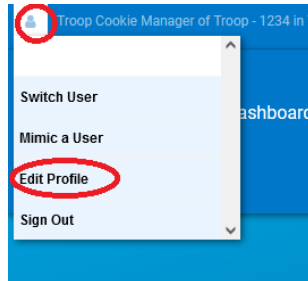 Troop Cookie Manager of Troop - 1234 in
Switch User
ashboard
Mimic a User
Edit Profile
Sign Out